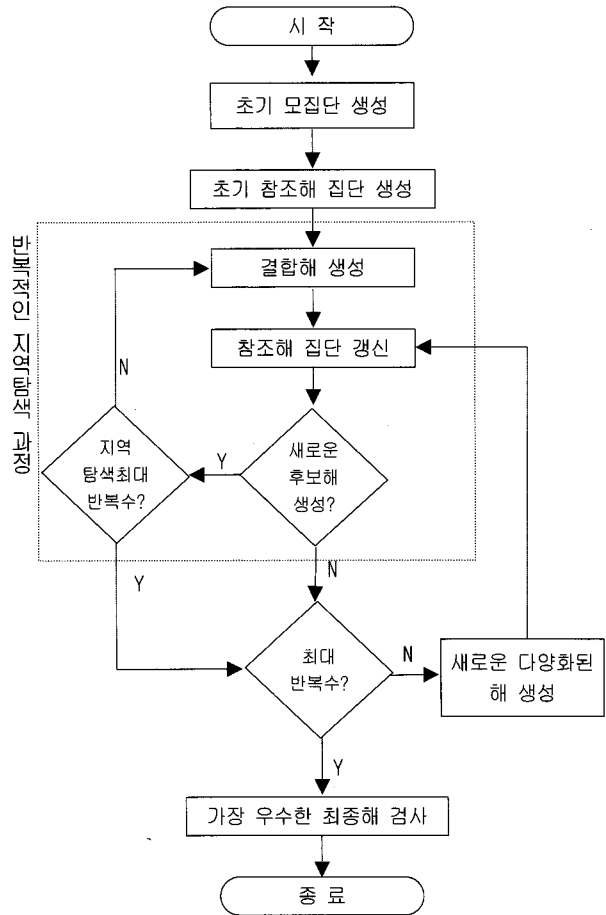 시 작
초기 모집단 생성
초기 참조해 집단 생성
반복적인 지역탐색 과정
결합해 생성
참조해 집단 갱신
N
지역
탐색최대
반복수?
Y
새로운
후보해
생성?
Y
N
최대
반복수?
N
새로운 다양화된
해 생성
Y
가장 우수한 최종해 검사
종 료